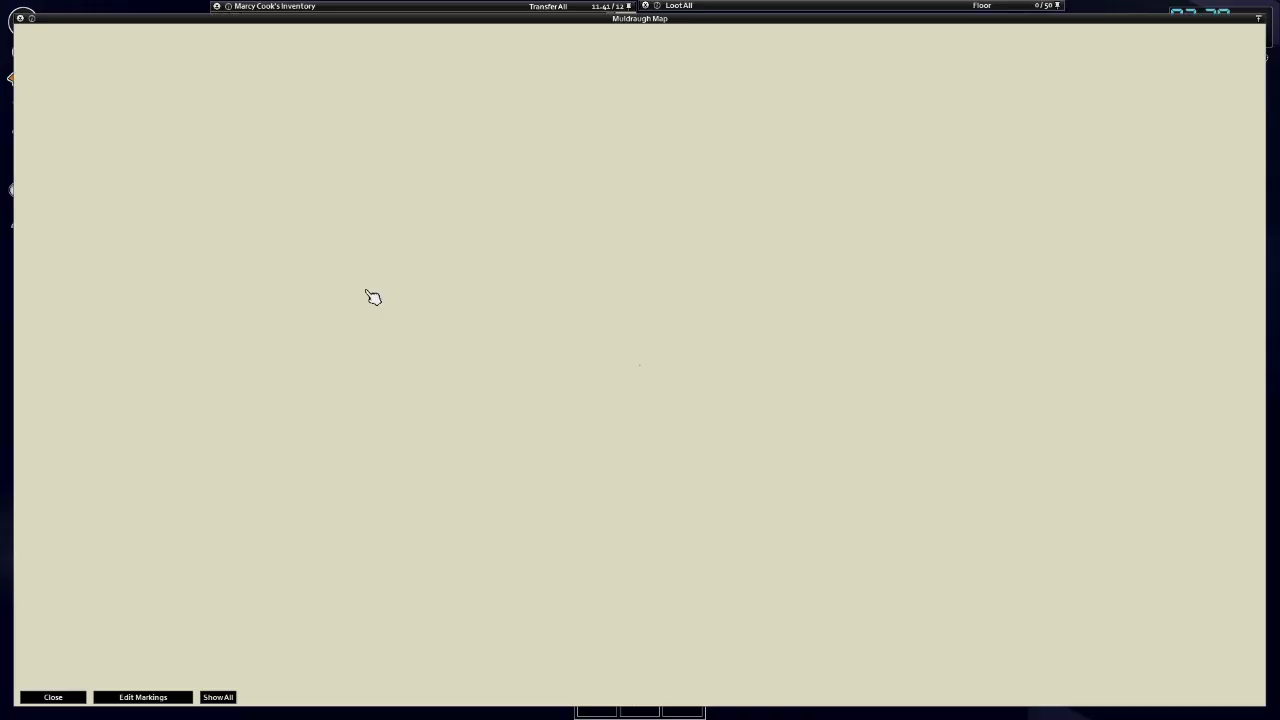 Marcy Cook's Inventory Transfer All 11.41 / 12
Loot All Floor 0 / 50
Muldraugh Map
Close Edit Markings Show All